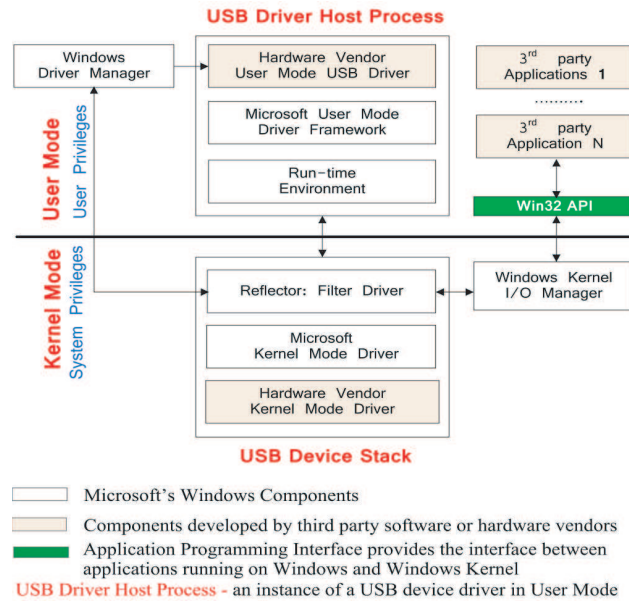 USB Driver Host Process
Windows
Driver Manager
Hardware Vendor
User Mode USB Driver
Microsoft User Mode
Driver Framework
Run-time
Environment
3rd party
Applications 1
.........
3rd party
Application N
Win32 API
User Mode
User Privileges
Kernel Mode
System Privileges
Reflector: Filter Driver
Microsoft
Kernel Mode Driver
Hardware Vendor
Kernel Mode Driver
Windows Kernel
I/O Manager
USB Device Stack
Microsoft's Windows Components
Components developed by third party software or hardware vendors
Application Programming Interface provides the interface between
applications running on Windows and Windows Kernel
USB Driver Host Process - an instance of a USB device driver in User Mode